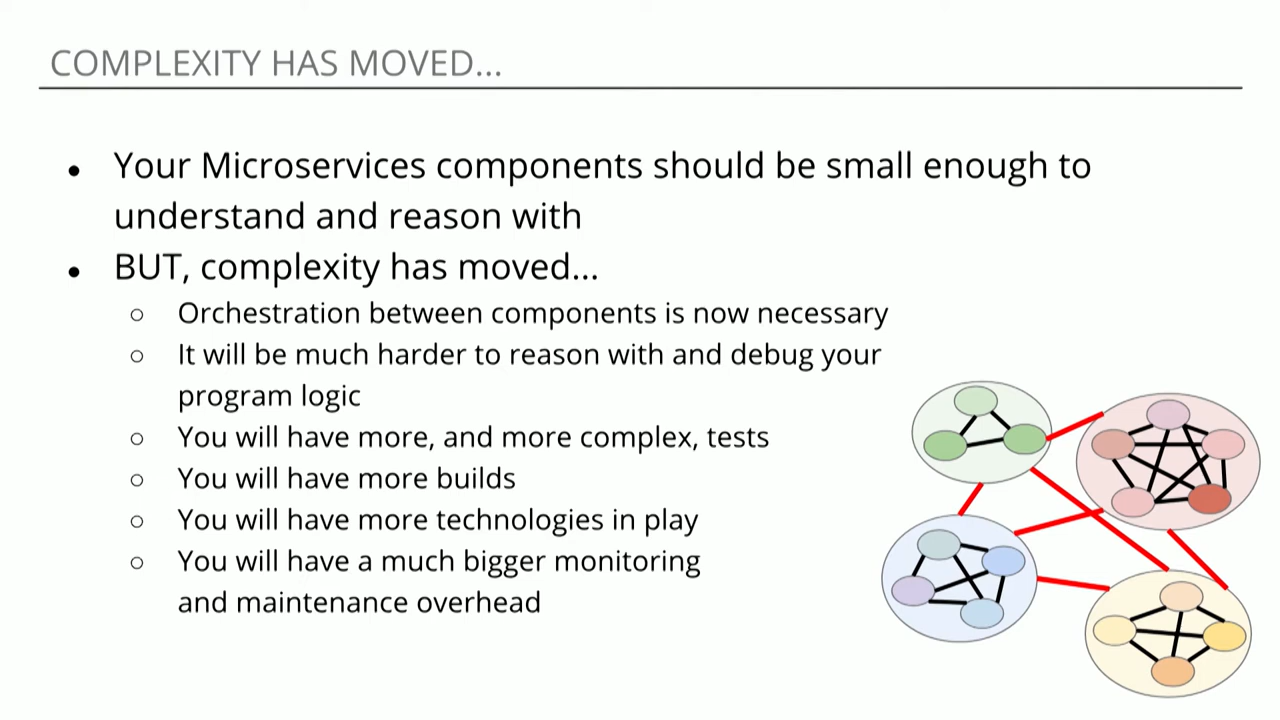 COMPLEXITY HAS MOVED...
• Your Microservices components should be small enough to
understand and reason with
• BUT, complexity has moved...
○ Orchestration between components is now necessary
○ It will be much harder to reason with and debug your
program logic
○ You will have more, and more complex, tests
○ You will have more builds
○ You will have more technologies in play
○ You will have a much bigger monitoring
and maintenance overhead